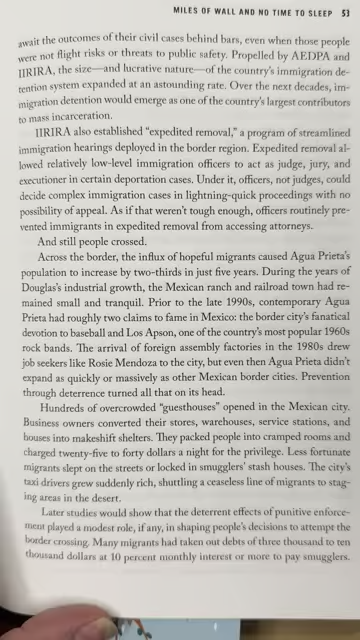 MILES OF WALL AND NO TIME TO SLEEP 53
await the outcomes of their civil cases behind bars, even when those people
were not flight risks or threats to public safety. Propelled by AEDPA and
IIRIRA, the size—and lucrative nature—of the country's immigration de-
tention system expanded at an astounding rate. Over the next decades, im-
migration detention would emerge as one of the country's largest contributors
to mass incarceration.
IIRIRA also established "expedited removal," a program of streamlined
immigration hearings deployed in the border region. Expedited removal al-
lowed relatively low-level immigration officers to act as judge, jury, and
executioner in certain deportation cases. Under it, officers, not judges, could
decide complex immigration cases in lightning-quick proceedings with no
possibility of appeal. As if that weren't tough enough, officers routinely pre-
vented immigrants in expedited removal from accessing attorneys.
And still people crossed.
Across the border, the influx of hopeful migrants caused Agua Prieta's
population to increase by two-thirds in just five years. During the years of
Douglas's industrial growth, the Mexican ranch and railroad town had re-
mained small and tranquil. Prior to the late 1990s, contemporary Agua
Prieta had roughly two claims to fame in Mexico: the border city's fanatical
devotion to baseball and Los Apson, one of the country's most popular 1960s
rock bands. The arrival of foreign assembly factories in the 1980s drew
job seekers like Rosie Mendoza to the city, but even then Agua Prieta didn't
expand as quickly or massively as other Mexican border cities. Prevention
through deterrence turned all that on its head.
Hundreds of overcrowded "guesthouses" opened in the Mexican city.
Business owners converted their stores, warehouses, service stations, and
houses into makeshift shelters. They packed people into cramped rooms and
charged twenty-five to forty dollars a night for the privilege. Less fortunate
migrants slept on the streets or locked in smugglers' stash houses. The city's
taxi drivers grew suddenly rich, shuttling a ceaseless line of migrants to stag-
ing areas in the desert.
Later studies would show that the deterrent effects of punitive enforce-
ment played a modest role, if any, in shaping people's decisions to attempt the
border crossing. Many migrants had taken out debts of three thousand to ten
thousand dollars at 10 percent monthly interest or more to pay smugglers.